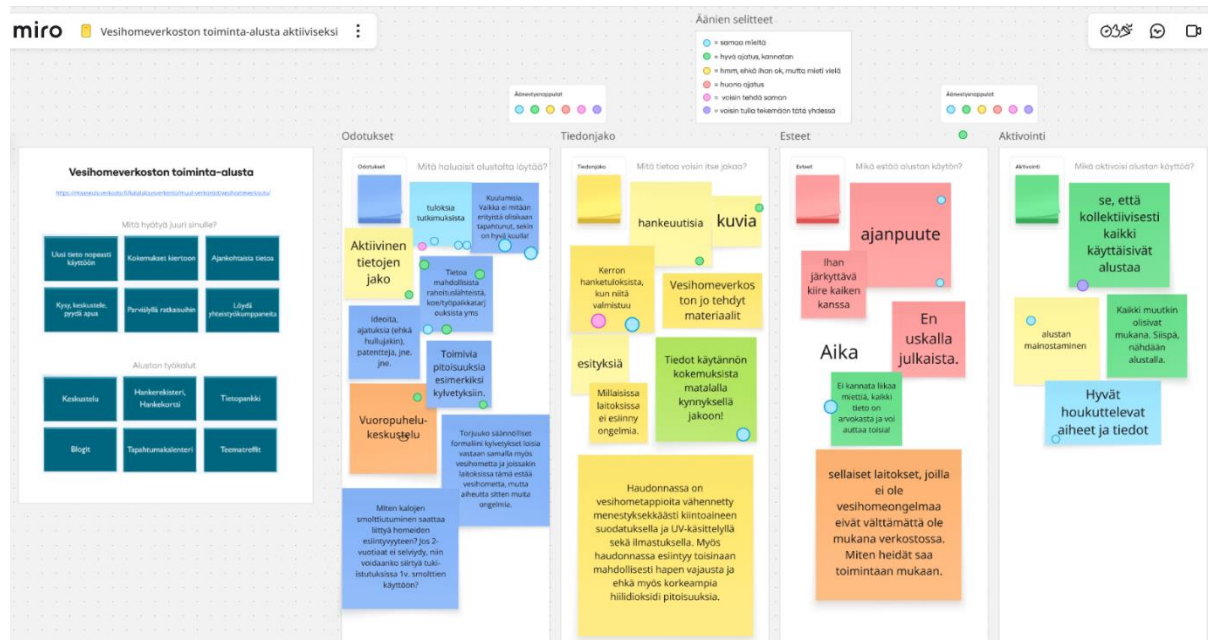 miro
Vesihomeverkoston toiminta-alusta aktiiviseksi
Äänien selitteet
= samaa mieltä
= hyvä ajatus, kannatan
= hmm, ehkä ihan ok, mutta mieti vielä
= huono ajatus
= voisin tehdä saman
= voisin tulla tekemään tätä yhdessä
Äänestysnappulat
Äänestysnappulat
Vesihomeverkoston toiminta-alusta
Mitä hyötyä juuri sinulle?
Uusi tieto nopeasti
käyttöön
Kokemukset kiertoon
Ajankohtaista tietoa
Kysy, keskustele,
pyydä apua
Parviälyllä ratkaisuihin
Löydä
yhteistyökumppaneita
Alustan työkalut
Keskustelu
Hankerekisteri,
Hankekortti
Tietopankki
Blogit
Tapahtumakalenteri
Teematreffit
Odotukset
Odotukset
Mitä haluaisit alustalta löytää?
tuloksia
tutkimuksista
Kuulumisia,
Vaikka ei mitään
erityistä olisikaan
tapahtunut, sekin
on hyvä kuulla!
Aktiivinen
tietojen
jako
Tietoa
mahdollisista
rahoituslähteistä,
koe/työpaikkatarj
ouksista yms
Ideoita,
ajatuksia (ehkä
hullujakin),
patentteja, jne.
jne.
Toimivia
pitoisuuksia
esimerkiksi
kylvetyksiin.
Vuoropuhelu-
keskustelu
Torjuuko säännölliset
formaliini kylvetykset loisia
vastaan samalla myös
vesihometta ja joissakin
laitoksissa tämä estää
vesihometta, mutta
aiheutta sitten muita
ongelmia.
Miten kalojen
smolttiutuminen saattaa
liittyä homeiden
esiintyvyyteen? Jos 2-
vuotiaat ei selviydy, niin
voidaanko siirtyä tuki-
istutuksissa 1v. smolttien
käyttöön?
Tiedonjako
Tiedonjako
Mitä tietoa voisin itse jakaa?
hankeuutisia
kuvia
Kerron
hanketuloksista,
kun niitä
valmistuu
Vesihomeverkos
ton jo tehdyt
materiaalit
esityksiä
Tiedot käytännön
kokemuksista
matalalla
kynnyksellä
jakoon!
Millaisissa
laitoksissa
ei esiinny
ongelmia.
Haudonnassa on
vesihometappioita vähennetty
menestyksekkäästi kiintoaineen
suodatuksella ja UV-käsittelyllä
sekä ilmastuksella. Myös
haudonnassa esiintyy toisinaan
mahdollisesti hapen vajausta ja
ehkä myös korkeampia
hiilidioksidi pitoisuuksia.
Esteet
Esteet
Mikä estää alustan käytön?
ajanpuute
Ihan
järkyttävä
kiire kaiken
kanssa
En
uskalla
julkaista.
Aika
Ei kannata liikaa
miettiä, kaikki
tieto on
arvokasta ja voi
auttaa toisia!
sellaiset laitokset, joilla
ei ole
vesihomeongelmaa
eivät välttämättä ole
mukana verkostossa.
Miten heidät saa
toimintaan mukaan.
Aktivointi
Aktivointi
Mikä aktivoisi alustan käyttöä?
se, että
kollektiivisesti
kaikki
käyttäisivät
alustaa
alustan
mainostaminen
Kaikki muutkin
olisivat
mukana. Siispä,
nähdään
alustalla.
Hyvät
houkuttelevat
aiheet ja tiedot